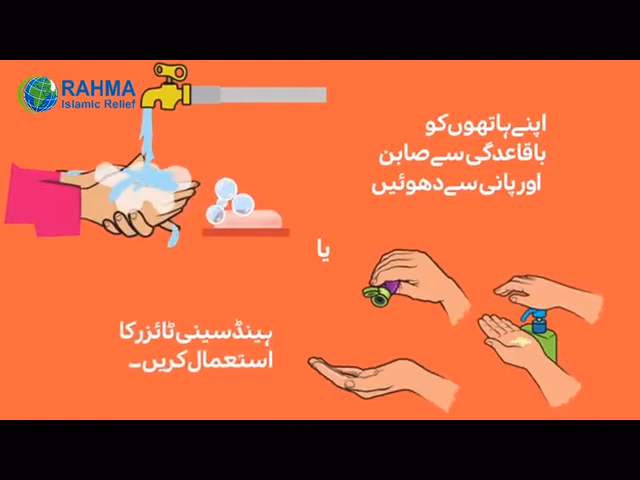 RAHMA
Islamic Relief
اپنے ہاتھوں کو
باقاعدگی سے صابن
اور پانی سے دھوئیں
یا
ہینڈ سینی ٹائزر کا
استعمال کریں۔